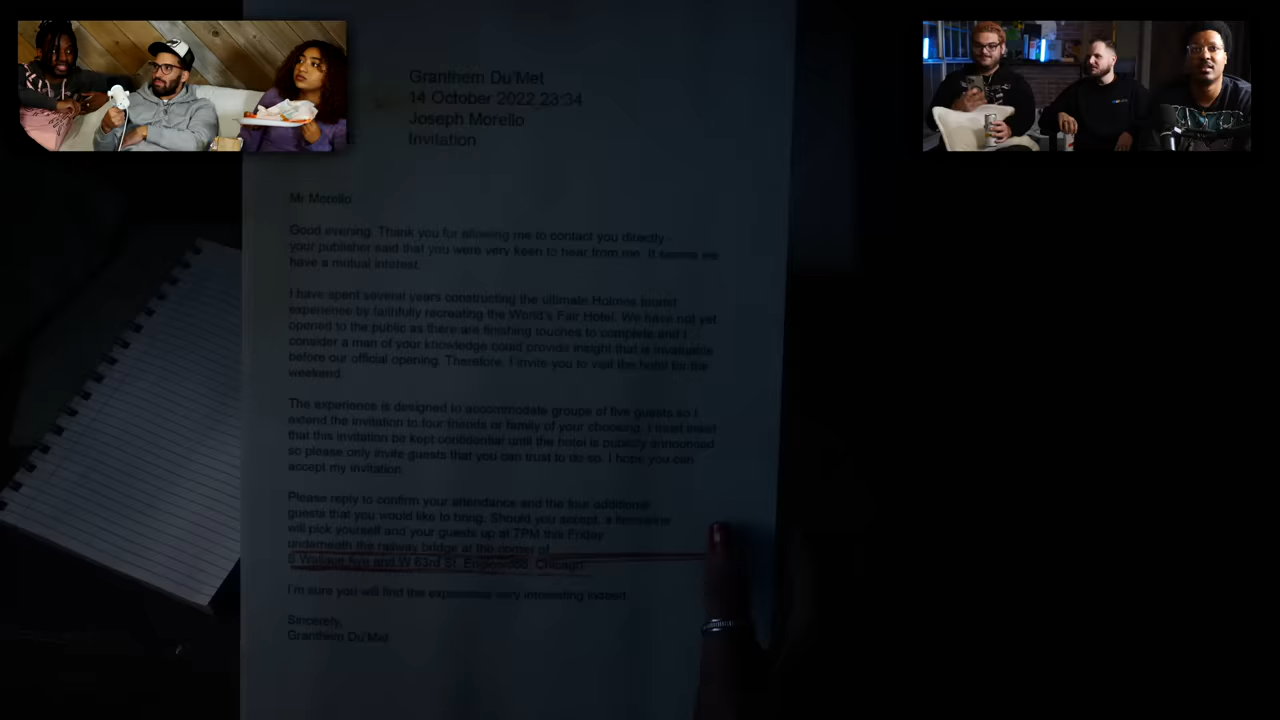 Granthem Du'Met
14 October 2022 23:34
Joseph Morello
Invitation
Mr Morello
Good evening. Thank you for allowing me to contact you directly -
your publisher said that you were very keen to hear from me. It seems we
have a mutual interest.
I have spent several years constructing the ultimate Holmes tourist
experience by faithfully recreating the World's Fair Hotel. We have not yet
opened to the public as there are finishing touches to complete and I
consider a man of your knowledge could provide insight that is invaluable
before our official opening. Therefore, I invite you to visit the hotel for the
weekend.
The experience is designed to accommodate groups of five guests so I
extend the invitation to four friends or family of your choosing. I must insist
that this invitation be kept confidential until the hotel is publicly announced
so please only invite guests that you can trust to do so. I hope you can
accept my invitation.
Please reply to confirm your attendance and the four additional
guests that you would like to bring. Should you accept, a limousine
will pick yourself and your guests up at 7PM this Friday
underneath the railway bridge at the corner of
S Wallace Ave and W 63rd St, Englewood, Chicago.
I'm sure you will find the experience very interesting indeed.
Sincerely,
Granthem Du'Met